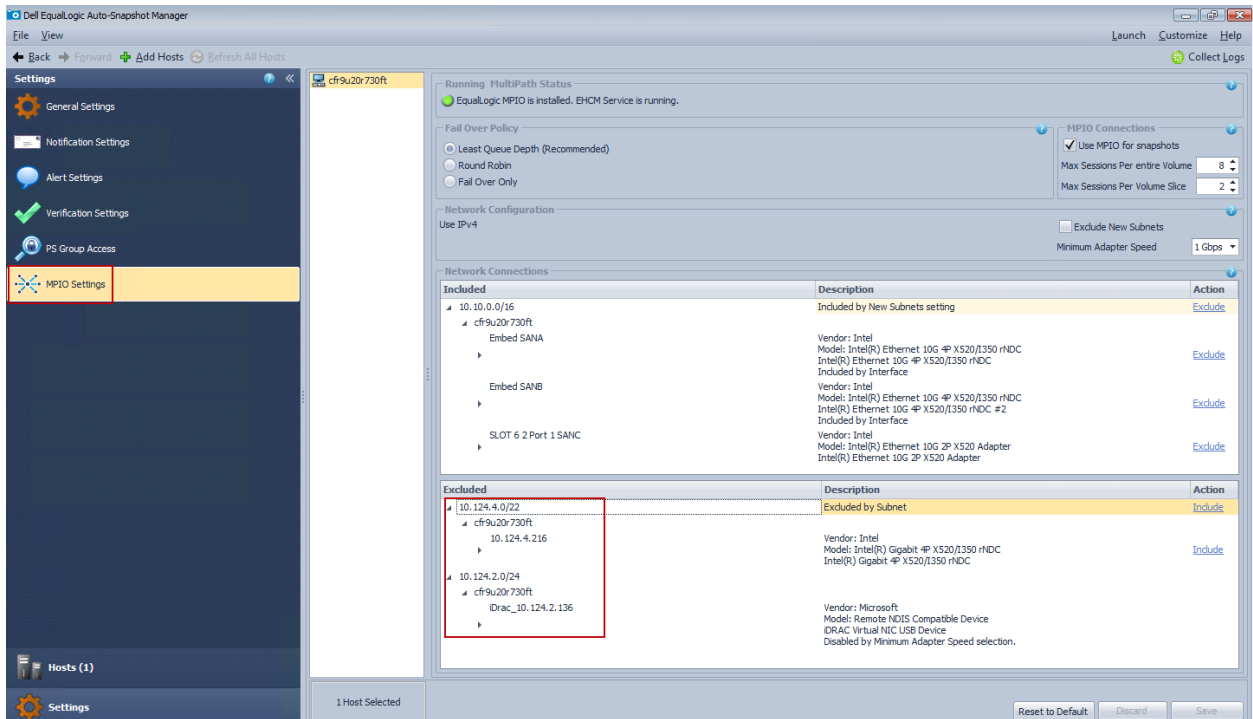 Dell EqualLogic Auto-Snapshot Manager
File View
Launch Customize Help
Back Forward Add Hosts Refresh All Hosts
Collect Logs
Settings
General Settings
Notification Settings
Alert Settings
Verification Settings
PS Group Access
MPIO Settings
Hosts (1)
Settings
cfr9u20r730ft
1 Host Selected
Running MultiPath Status
EqualLogic MPIO is installed. EHCM Service is running.
Fail Over Policy
Least Queue Depth (Recommended)
Round Robin
Fail Over Only
MPIO Connections
Use MPIO for snapshots
Max Sessions Per entire Volume 8
Max Sessions Per Volume Slice 2
Network Configuration
Use IPv4
Exclude New Subnets
Minimum Adapter Speed 1 Gbps
Network Connections
Included Description Action
10.10.0.0/16 Included by New Subnets setting Exclude
cfr9u20r730ft
Embed SANA Vendor: Intel
Model: Intel(R) Ethernet 10G 4P X520/I350 rNDC
Intel(R) Ethernet 10G 4P X520/I350 rNDC Exclude
Included by Interface
Embed SANB Vendor: Intel
Model: Intel(R) Ethernet 10G 4P X520/I350 rNDC
Intel(R) Ethernet 10G 4P X520/I350 rNDC #2 Exclude
Included by Interface
SLOT 6 2 Port 1 SANC Vendor: Intel
Model: Intel(R) Ethernet 10G 2P X520 Adapter Exclude
Intel(R) Ethernet 10G 2P X520 Adapter
Excluded Description Action
10.124.4.0/22 Excluded by Subnet Include
cfr9u20r730ft
10.124.4.216 Vendor: Intel
Model: Intel(R) Gigabit 4P X520/I350 rNDC Include
Intel(R) Gigabit 4P X520/I350 rNDC
10.124.2.0/24
cfr9u20r730ft
iDrac_10.124.2.136 Vendor: Microsoft
Model: Remote NDIS Compatible Device
iDRAC Virtual NIC USB Device
Disabled by Minimum Adapter Speed selection.
Reset to Default Discard Save